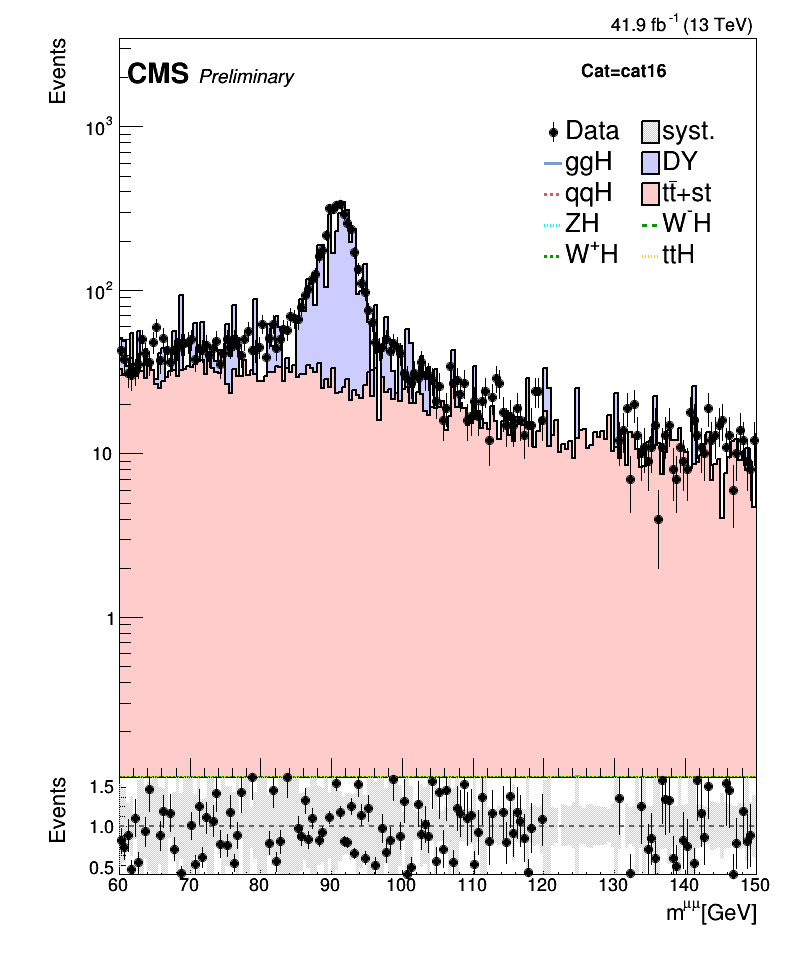 41.9 fb⁻¹ (13 TeV)
Events
CMS Preliminary
Cat=cat16
10³
10²
10
1
Data
syst.
ggH
DY
qqH
tt̄+st
ZH
W⁻H
W⁺H
ttH
Events
1.5
1.0
0.5
60 70 80 90 100 110 120 130 140 150
m^μμ[GeV]